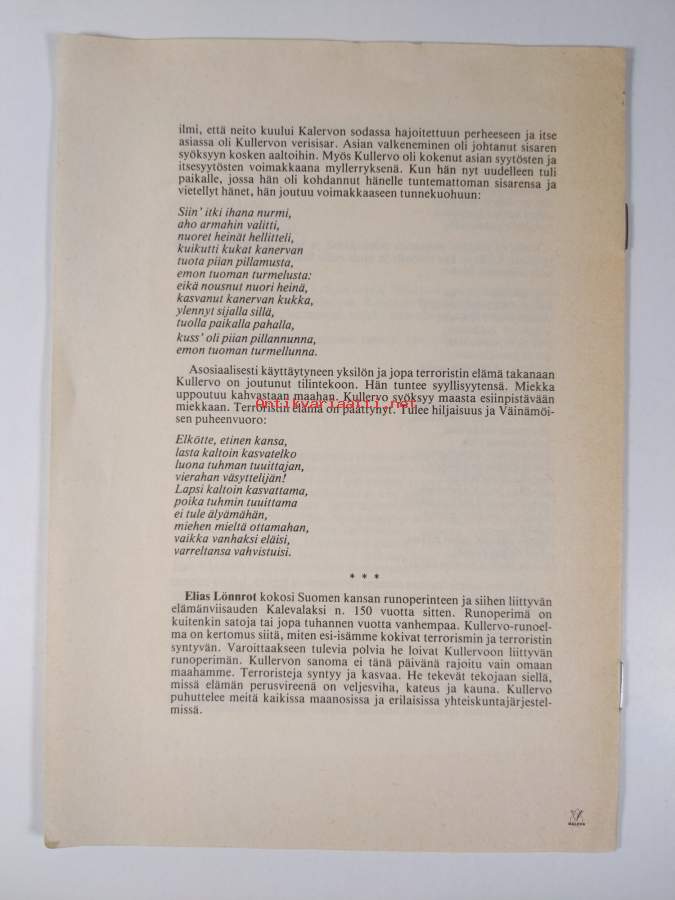 ilmi, että neito kuului Kalervon sodassa hajoitettuun perheeseen ja itse
asiassa oli Kullervon verisisar. Asian valkeneminen oli johtanut sisaren
syöksyyn kosken aaltoihin. Myös Kullervo oli kokenut asian syytösten ja
itsesyytösten voimakkaana myllerryksenä. Kun hän nyt uudelleen tuli
paikalle, jossa hän oli kohdannut hänelle tuntemattoman sisarensa ja
vietellyt hänet, hän joutuu voimakkaaseen tunnekuohuun:
Siin' itki ihana nurmi,
aho armahin valitti,
nuoret heinät hellitteli,
kuikutti kukat kanervan
tuota piian pillamusta,
emon tuoman turmelusta:
eikä nousnut nuori heinä,
kasvanut kanervan kukka,
ylennyt sijalla sillä,
tuolla paikalla pahalla,
kuss' oli piian pillannunna,
emon tuoman turmellunna.
Asosiaalisesti käyttäytyneen yksilön ja jopa terroristin elämä takanaan
Kullervo on joutunut tilintekoon. Hän tuntee syyllisyytensä. Miekka
uppoutuu kahvastaan maahan. Kullervo syöksyy maasta esiinpistävään
antikvariaatti.net
miekkaan. Terroristin elämä on päättynyt. Tulee hiljaisuus ja Väinämöi-
sen puheenvuoro:
Elkötte, etinen kansa,
lasta kaltoin kasvatelko
luona tuhman tuuittajan,
vierahan väsyttelijän!
Lapsi kaltoin kasvattama,
poika tuhmin tuuittama
ei tule älyämähän,
miehen mieltä ottamahan,
vaikka vanhaksi eläisi,
varreltansa vahvistuisi.
* * *
Elias Lönnrot kokosi Suomen kansan runoperinteen ja siihen liittyvän
elämänviisauden Kalevalaksi n. 150 vuotta sitten. Runoperimä on
kuitenkin satoja tai jopa tuhannen vuotta vanhempaa. Kullervo-runoel-
ma on kertomus siitä, miten esi-isämme kokivat terrorismin ja terroristin
syntyvän. Varoittaakseen tulevia polvia he loivat Kullervoon liittyvän
runoperimän. Kullervon sanoma ei tänä päivänä rajoitu vain omaan
maahamme. Terroristeja syntyy ja kasvaa. He tekevät tekojaan siellä,
missä elämän perusvireenä on veljesviha, kateus ja kauna. Kullervo
puhuttelee meitä kaikissa maanosissa ja erilaisissa yhteiskuntajärjestel-
missä.
KALEVA